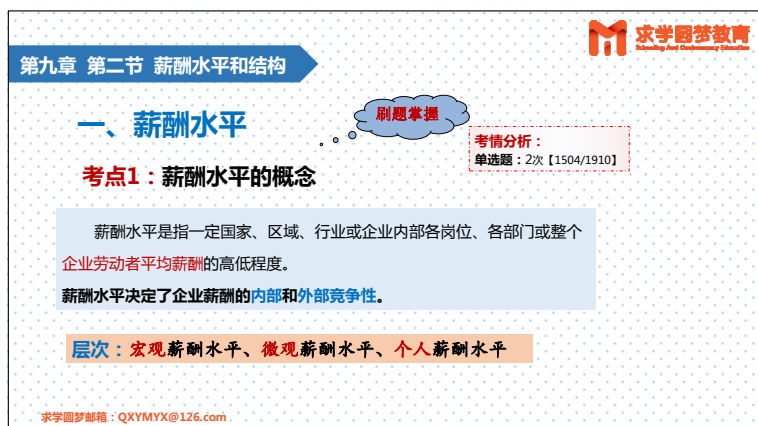 求学圆梦教育
第九章 第二节 薪酬水平和结构
一、薪酬水平
刷题掌握
考情分析：
单选题：2次【1504/1910】
考点1：薪酬水平的概念
薪酬水平是指一定国家、区域、行业或企业内部各岗位、各部门或整个
企业劳动者平均薪酬的高低程度。
薪酬水平决定了企业薪酬的内部和外部竞争性。
层次：宏观薪酬水平、微观薪酬水平、个人薪酬水平
求学圆梦邮箱：QXYMYX@126.com